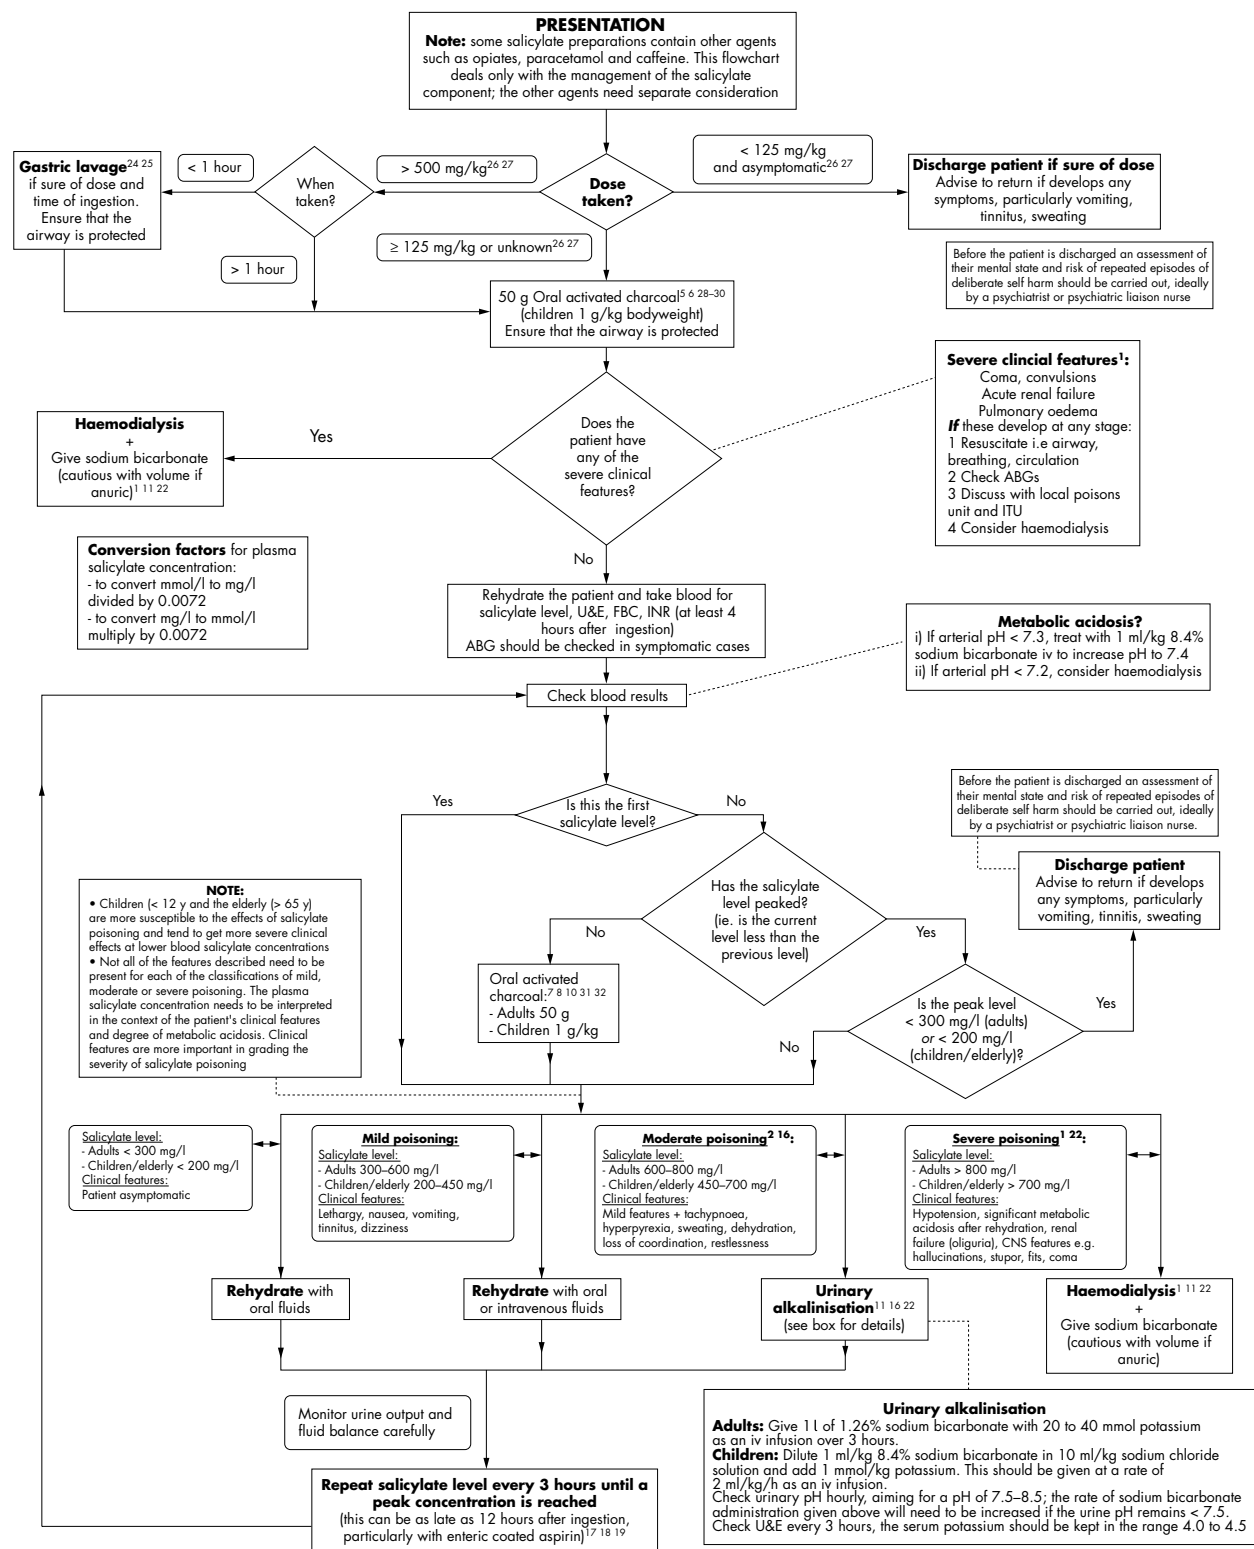 PRESENTATION
Note: some salicylate preparations contain other agents
such as opiates, paracetamol and caffeine. This flowchart
deals only with the management of the salicylate
component; the other agents need separate consideration
Gastric lavage24 25
if sure of dose and
time of ingestion.
Ensure that the
airway is protected
< 1 hour
When
taken?
> 500 mg/kg26 27
Dose
taken?
< 125 mg/kg
and asymptomatic26 27
Discharge patient if sure of dose
Advise to return if develops any
symptoms, particularly vomiting,
tinnitus, sweating
> 1 hour
≥ 125 mg/kg or unknown26 27
Before the patient is discharged an assessment of
their mental state and risk of repeated episodes of
deliberate self harm should be carried out, ideally
by a psychiatrist or psychiatric liaison nurse
50 g Oral activated charcoal5 6 28–30
(children 1 g/kg bodyweight)
Ensure that the airway is protected
Severe clincial features1:
Coma, convulsions
Acute renal failure
Pulmonary oedema
If these develop at any stage:
1 Resuscitate i.e airway,
breathing, circulation
2 Check ABGs
3 Discuss with local poisons
unit and ITU
4 Consider haemodialysis
Does the
patient have
any of the
severe clinical
features?
Yes
Haemodialysis
+
Give sodium bicarbonate
(cautious with volume if
anuric)1 11 22
No
Conversion factors for plasma
salicylate concentration:
- to convert mmol/l to mg/l
divided by 0.0072
- to convert mg/l to mmol/l
multiply by 0.0072
Rehydrate the patient and take blood for
salicylate level, U&E, FBC, INR (at least 4
hours after ingestion)
ABG should be checked in symptomatic cases
Metabolic acidosis?
i) If arterial pH < 7.3, treat with 1 ml/kg 8.4%
sodium bicarbonate iv to increase pH to 7.4
ii) If arterial pH < 7.2, consider haemodialysis
Check blood results
Yes
Is this the first
salicylate level?
No
Before the patient is discharged an assessment of
their mental state and risk of repeated episodes of
deliberate self harm should be carried out, ideally
by a psychiatrist or psychiatric liaison nurse.
Discharge patient
Advise to return if develops
any symptoms, particularly
vomiting, tinnitis, sweating
Has the salicylate
level peaked?
(ie. is the current
level less than the
previous level)
No
Yes
NOTE:
• Children (< 12 y and the elderly (> 65 y)
are more susceptible to the effects of salicylate
poisoning and tend to get more severe clinical
effects at lower blood salicylate concentrations
• Not all of the features described need to be
present for each of the classifications of mild,
moderate or severe poisoning. The plasma
salicylate concentration needs to be interpreted
in the context of the patient's clinical features
and degree of metabolic acidosis. Clinical
features are more important in grading the
severity of salicylate poisoning
Oral activated
charcoal:7 8 10 31 32
- Adults 50 g
- Children 1 g/kg
Is the peak level
< 300 mg/l (adults)
or < 200 mg/l
(children/elderly)?
Yes
No
Salicylate level:
- Adults < 300 mg/l
- Children/elderly < 200 mg/l
Clinical features:
Patient asymptomatic
Mild poisoning:
Salicylate level:
- Adults 300–600 mg/l
- Children/elderly 200–450 mg/l
Clinical features:
Lethargy, nausea, vomiting,
tinnitus, dizziness
Moderate poisoning2 16:
Salicylate level:
- Adults 600–800 mg/l
- Children/elderly 450–700 mg/l
Clinical features:
Mild features + tachypnoea,
hyperpyrexia, sweating, dehydration,
loss of coordination, restlessness
Severe poisoning1 22:
Salicylate level:
- Adults > 800 mg/l
- Children/elderly > 700 mg/l
Clinical features:
Hypotension, significant metabolic
acidosis after rehydration, renal
failure (oliguria), CNS features e.g.
hallucinations, stupor, fits, coma
Rehydrate with
oral fluids
Rehydrate with oral
or intravenous fluids
Urinary
alkalinisation11 16 22
(see box for details)
Haemodialysis1 11 22
+
Give sodium bicarbonate
(cautious with volume if
anuric)
Monitor urine output and
fluid balance carefully
Repeat salicylate level every 3 hours until a
peak concentration is reached
(this can be as late as 12 hours after ingestion,
particularly with enteric coated aspirin)17 18 19
Urinary alkalinisation
Adults: Give 1 l of 1.26% sodium bicarbonate with 20 to 40 mmol potassium
as an iv infusion over 3 hours.
Children: Dilute 1 ml/kg 8.4% sodium bicarbonate in 10 ml/kg sodium chloride
solution and add 1 mmol/kg potassium. This should be given at a rate of
2 ml/kg/h as an iv infusion.
Check urinary pH hourly, aiming for a pH of 7.5–8.5; the rate of sodium bicarbonate
administration given above will need to be increased if the urine pH remains < 7.5.
Check U&E every 3 hours, the serum potassium should be kept in the range 4.0 to 4.5